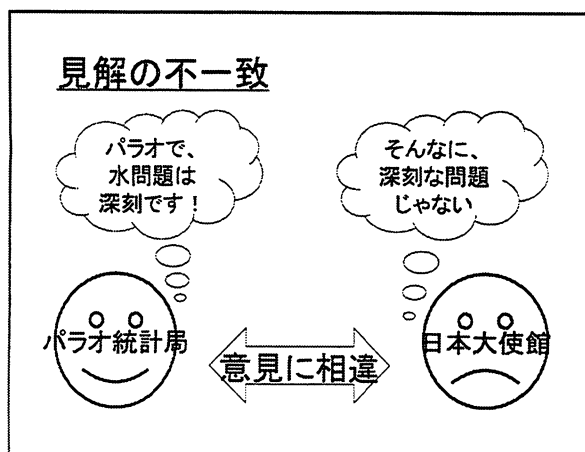 見解の不一致
パラオで、
水問題は
深刻です！
そんなに、
深刻な問題
じゃない
パラオ統計局
意見に相違
日本大使館